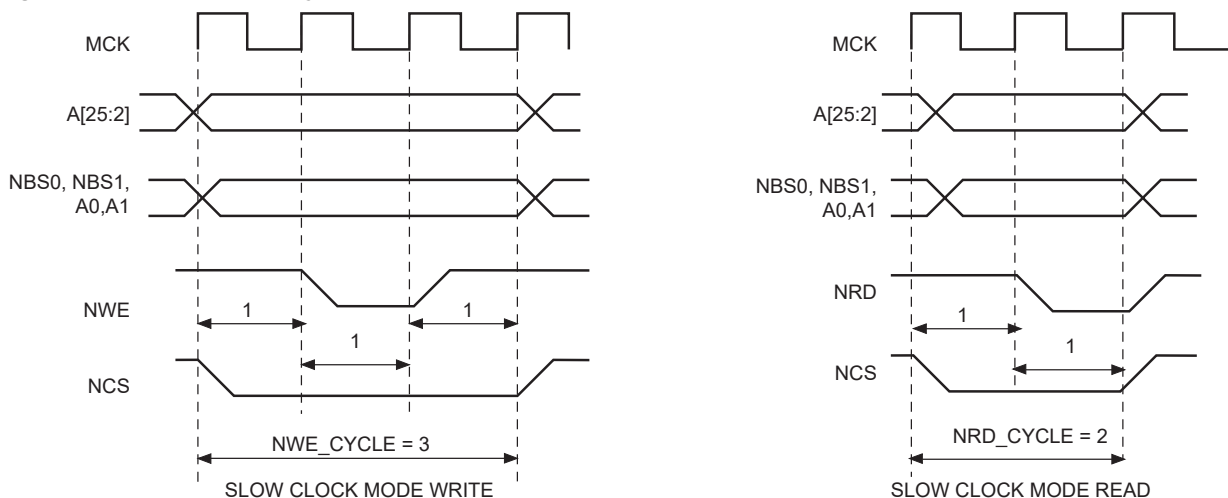 MCK
A[25:2]
NBS0, NBS1,
A0,A1
NWE
1
1
1
NCS
NWE_CYCLE = 3
SLOW CLOCK MODE WRITE
MCK
A[25:2]
NBS0, NBS1,
A0,A1
NRD
1
1
NCS
NRD_CYCLE = 2
SLOW CLOCK MODE READ